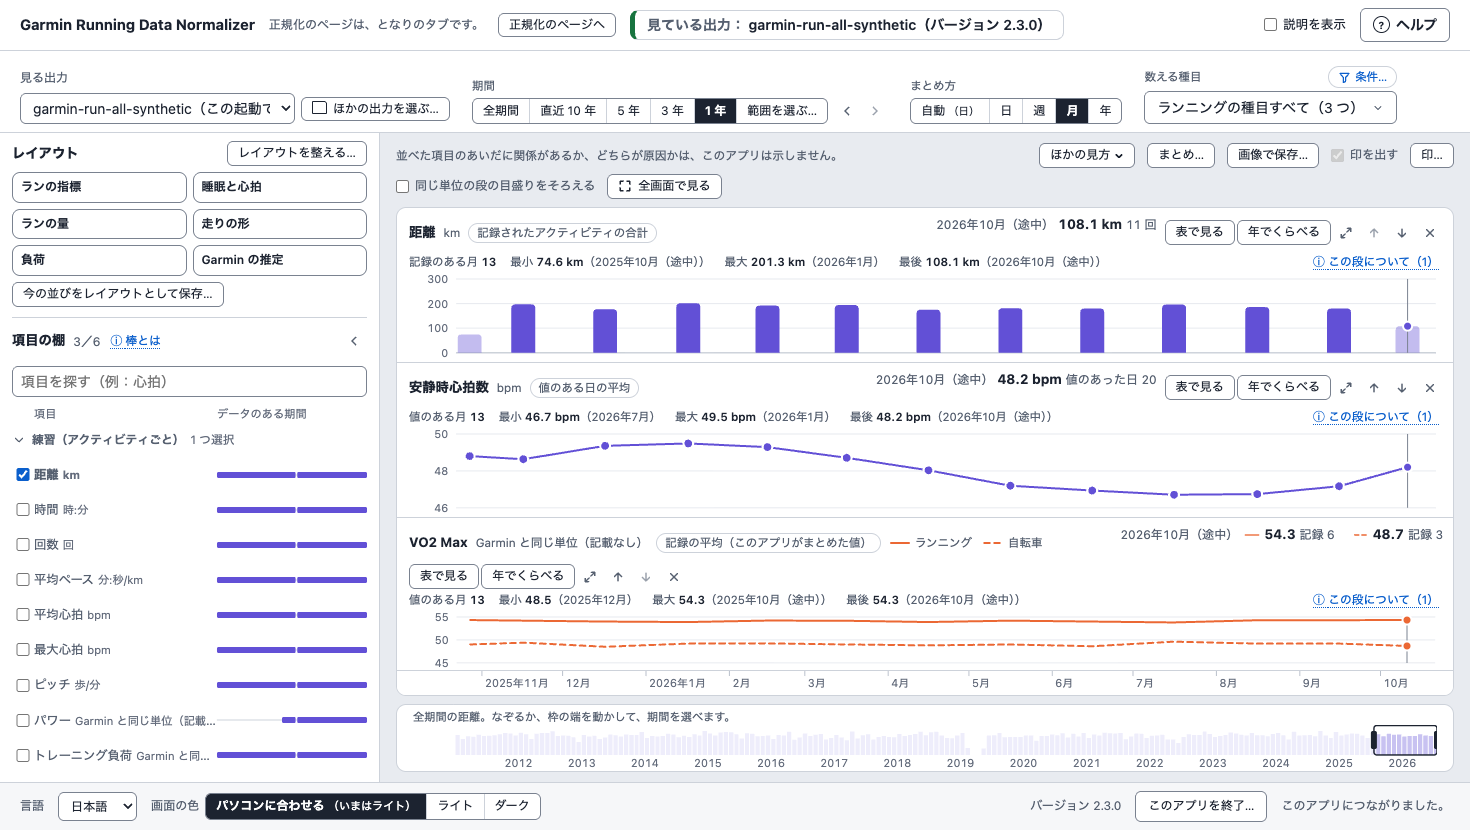 Garmin Running Data Normalizer 正規化のページは、となりのタブです。 正規化のページへ 見ている出力： garmin-run-all-synthetic（バージョン 2.3.0） 説明を表示 ? ヘルプ
見る出力
garmin-run-all-synthetic（この起動で ほかの出力を選ぶ...
期間
全期間 直近 10 年 5 年 3 年 1 年 範囲を選ぶ...
まとめ方
自動 （日） 日 週 月 年
数える種目 条件...
ランニングの種目すべて（3 つ）
レイアウト レイアウトを整える...
ランの指標 睡眠と心拍
ランの量 走りの形
負荷 Garmin の推定
今の並びをレイアウトとして保存...
項目の棚 3／6 ⓘ 棒とは
項目を探す（例：心拍）
項目 データのある期間
練習（アクティビティごと） 1 つ選択
距離 km
時間 時:分
回数 回
平均ペース 分:秒/km
平均心拍 bpm
最大心拍 bpm
ピッチ 歩/分
パワー Garmin と同じ単位（記載...
トレーニング負荷 Garmin と同...
並べた項目のあいだに関係があるか、どちらが原因かは、このアプリは示しません。 ほかの見方 まとめ... 画像で保存... 印を出す 印...
同じ単位の段の目盛りをそろえる 全画面で見る
距離 km 記録されたアクティビティの合計 2026年10月（途中） 108.1 km 11 回 表で見る 年でくらべる
記録のある月 13 最小 74.6 km（2025年10月（途中）） 最大 201.3 km（2026年1月） 最後 108.1 km（2026年10月（途中）） ⓘ この段について（1）
300
200
100
0
安静時心拍数 bpm 値のある日の平均 2026年10月（途中） 48.2 bpm 値のあった日 20 表で見る 年でくらべる
値のある月 13 最小 46.7 bpm（2026年7月） 最大 49.5 bpm（2026年1月） 最後 48.2 bpm（2026年10月（途中）） ⓘ この段について（1）
50
48
46
VO2 Max Garmin と同じ単位（記載なし） 記録の平均（このアプリがまとめた値） ランニング 自転車 2026年10月（途中） 54.3 記録 6 48.7 記録 3
表で見る 年でくらべる
値のある月 13 最小 48.5（2025年12月） 最大 54.3（2025年10月（途中）） 最後 54.3（2026年10月（途中）） ⓘ この段について（1）
55
50
45
2025年11月 12月 2026年1月 2月 3月 4月 5月 6月 7月 8月 9月 10月
全期間の距離。なぞるか、枠の端を動かして、期間を選べます。
2012 2013 2014 2015 2016 2017 2018 2019 2020 2021 2022 2023 2024 2025 2026
言語 日本語 画面の色 パソコンに合わせる （いまはライト） ライト ダーク バージョン 2.3.0 このアプリを終了... このアプリにつながりました。